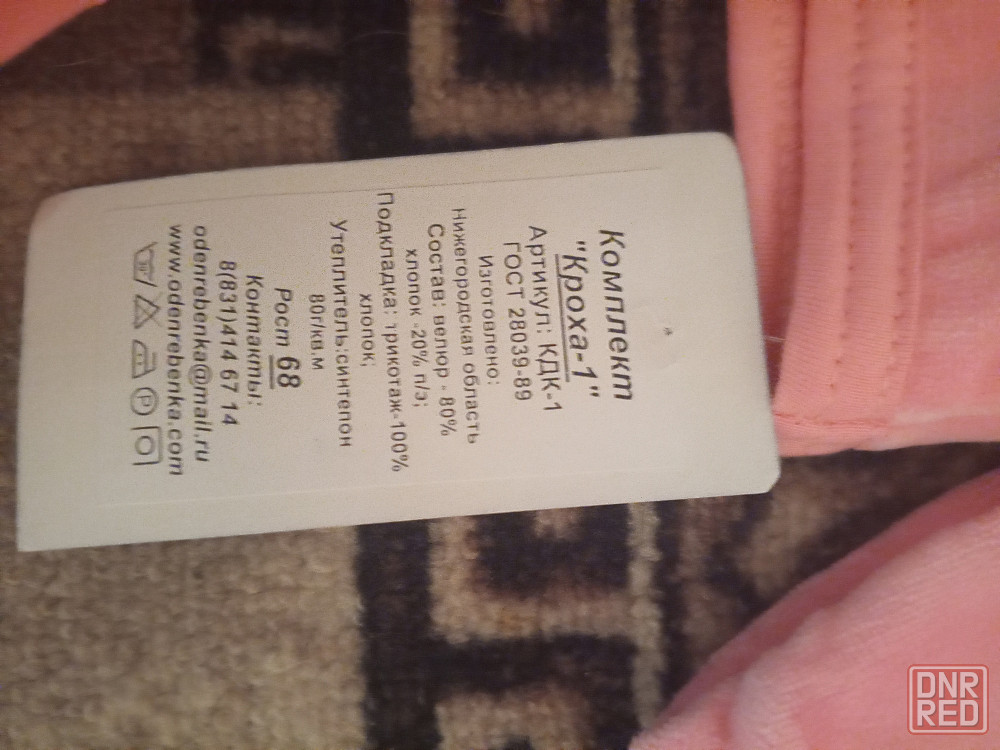 Комплект
"Кроха-1"
Артикул: КДК-1
ГОСТ 28039-89
Изготовлено:
Нижегородская область
Состав: велюр - 80%
хлопок -20% п/э;
Подкладка: трикотаж-100%
хлопок;
Утеплитель:синтепон
80г/кв.м
Рост 68
Контакты:
8(831)414 67 14
odenrebenka@mail.ru
www.odenrebenka.com
P
DNR
RED